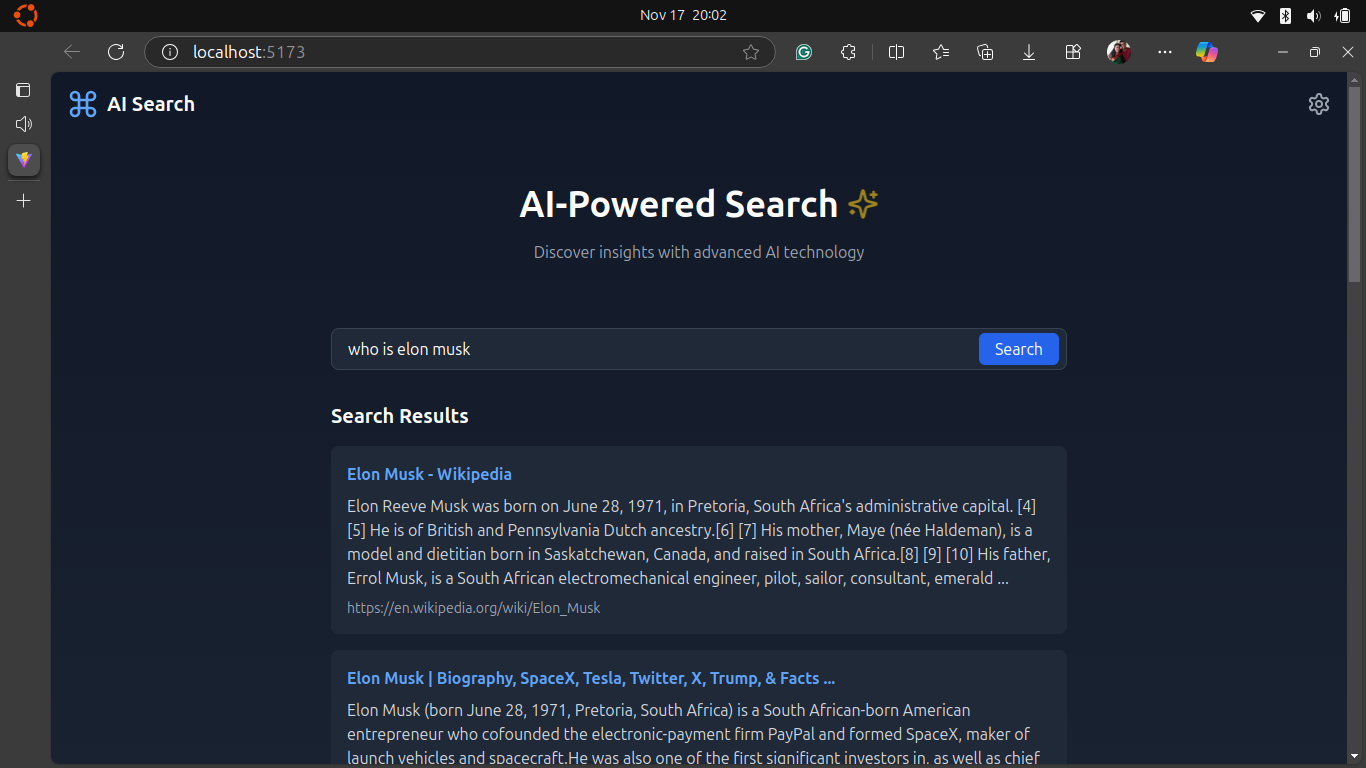 Nov 17 20:02
localhost:5173
AI Search
AI-Powered Search
Discover insights with advanced AI technology
who is elon musk
Search
Search Results
Elon Musk - Wikipedia
Elon Reeve Musk was born on June 28, 1971, in Pretoria, South Africa's administrative capital. [4]
[5] He is of British and Pennsylvania Dutch ancestry.[6] [7] His mother, Maye (née Haldeman), is a
model and dietitian born in Saskatchewan, Canada, and raised in South Africa.[8] [9] [10] His father,
Errol Musk, is a South African electromechanical engineer, pilot, sailor, consultant, emerald ...
https://en.wikipedia.org/wiki/Elon_Musk
Elon Musk | Biography, SpaceX, Tesla, Twitter, X, Trump, & Facts ...
Elon Musk (born June 28, 1971, Pretoria, South Africa) is a South African-born American
entrepreneur who cofounded the electronic-payment firm PayPal and formed SpaceX, maker of
launch vehicles and spacecraft.He was also one of the first significant investors in, as well as chief